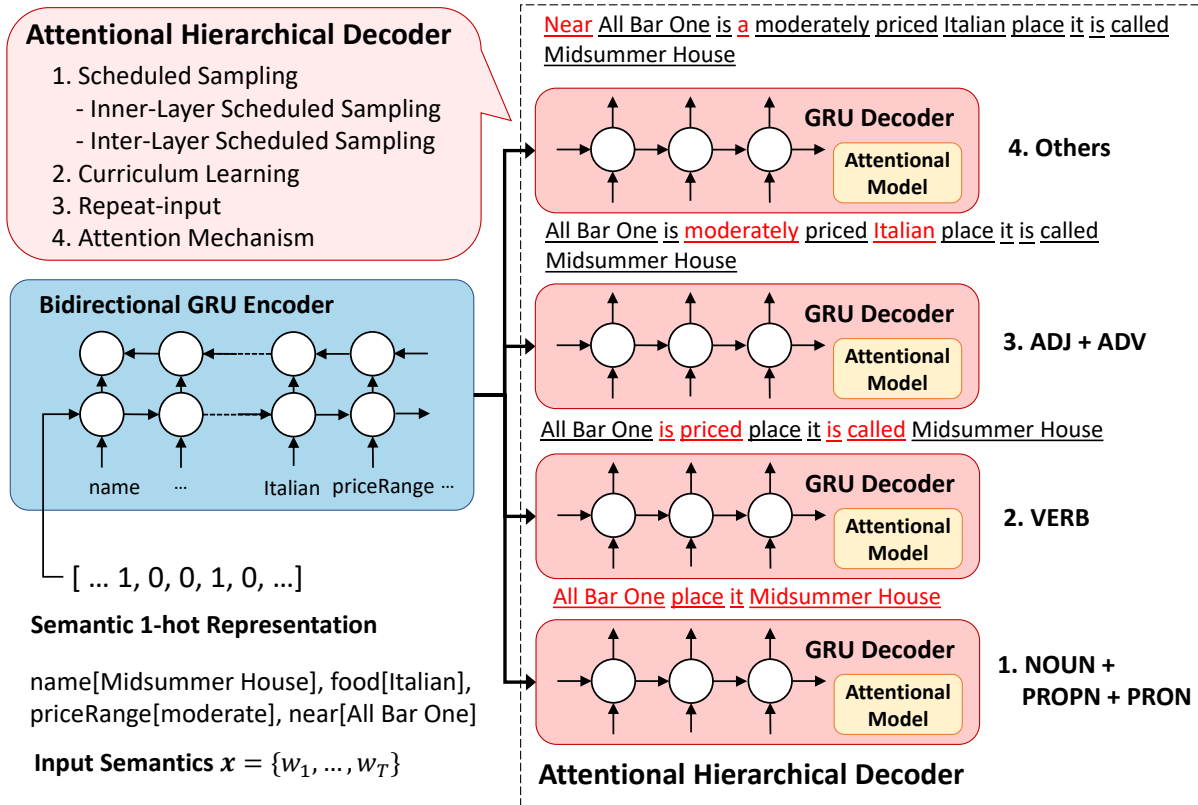 Attentional Hierarchical Decoder
1. Scheduled Sampling
- Inner-Layer Scheduled Sampling
- Inter-Layer Scheduled Sampling
2. Curriculum Learning
3. Repeat-input
4. Attention Mechanism
Bidirectional GRU Encoder
name ... Italian priceRange ...
[ ... 1, 0, 0, 1, 0, ...]
Semantic 1-hot Representation
name[Midsummer House], food[Italian],
priceRange[moderate], near[All Bar One]
Input Semantics x = {w_1, ... , w_T}
Near All Bar One is a moderately priced Italian place it is called
Midsummer House
GRU Decoder
Attentional
Model
4. Others
All Bar One is moderately priced Italian place it is called
Midsummer House
GRU Decoder
Attentional
Model
3. ADJ + ADV
All Bar One is priced place it is called Midsummer House
GRU Decoder
Attentional
Model
2. VERB
All Bar One place it Midsummer House
GRU Decoder
Attentional
Model
1. NOUN +
PROPN + PRON
Attentional Hierarchical Decoder